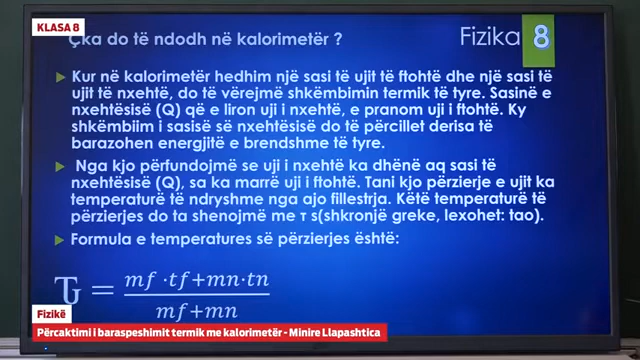 KLASA 8
Çka do të ndodh në kalorimetër ?
Fizika 8
Kur në kalorimetër hedhim një sasi të ujit të ftohtë dhe një sasi të
ujit të nxehtë, do të vërejmë shkëmbimin termik të tyre. Sasinë e
nxehtësisë (Q) që e liron uji i nxehtë, e pranom uji i ftohtë. Ky
shkëmbiim i sasisë së nxehtësisë do të përcillet derisa të
barazohen energjitë e brendshme të tyre.
Nga kjo përfundojmë se uji i nxehtë ka dhënë aq sasi të
nxehtësisë (Q), sa ka marrë uji i ftohtë. Tani kjo përzierje e ujit ka
temperaturë të ndryshme nga ajo fillestrja. Këtë temperaturë të
përzierjes do ta shenojmë me τ s(shkronjë greke, lexohet: tao).
Formula e temperatures së përzierjes është:
= mf ·tf+mn·tn
mf+mn
Fizikë
Përcaktimi i baraspeshimit termik me kalorimetër - Minire Llapashtica